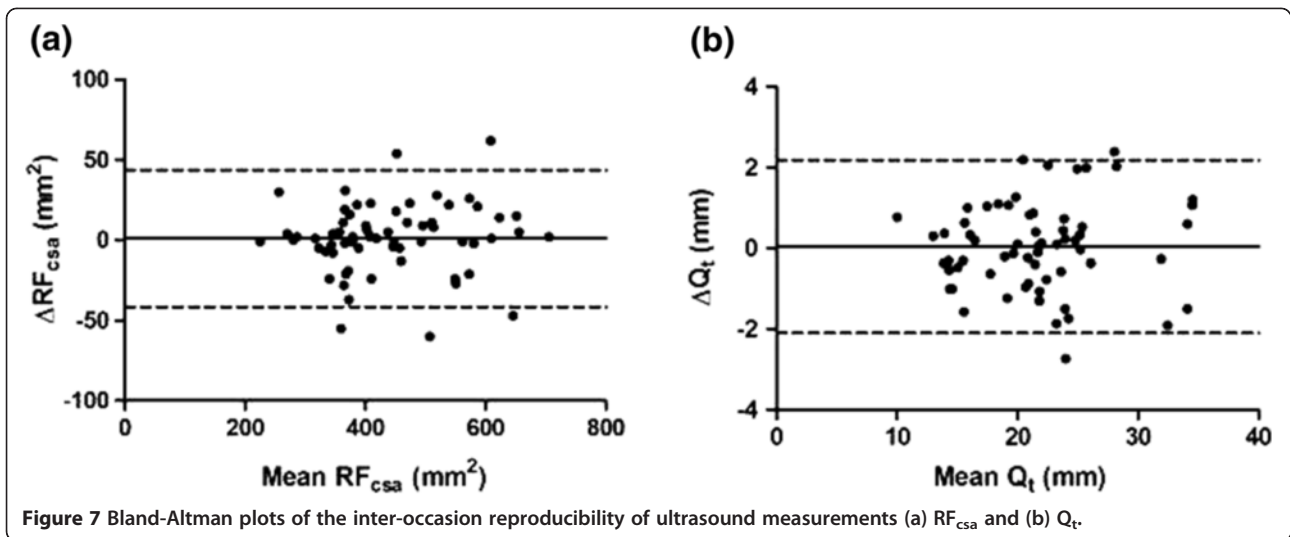 (a)
100
50
0
-50
-100
ΔRFcsa (mm²)
0 200 400 600 800
Mean RFcsa (mm²)
(b)
4
2
0
-2
-4
ΔQt (mm)
0 10 20 30 40
Mean Qt (mm)
Figure 7 Bland-Altman plots of the inter-occasion reproducibility of ultrasound measurements (a) RFcsa and (b) Qt.